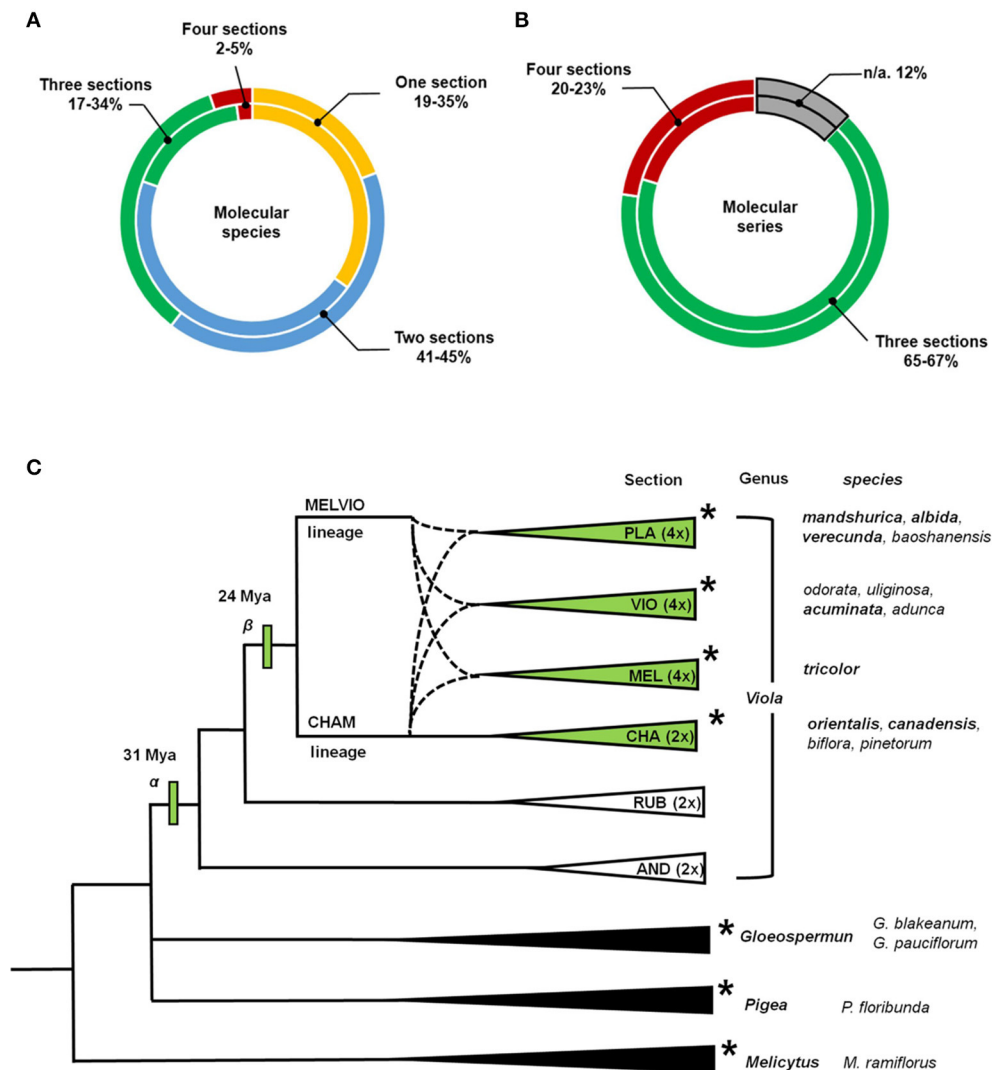 A
Four sections
2-5%
Three sections
17-34%
One section
19-35%
Molecular
species
Two sections
41-45%
B
Four sections
20-23%
n/a. 12%
Molecular
series
Three sections
65-67%
C
Section
Genus
species
MELVIO
lineage
PLA (4x)
*
mandshurica, albida,
verecunda, baoshanensis
24 Mya
β
VIO (4x)
*
odorata, uliginosa,
acuminata, adunca
MEL (4x)
*
tricolor
Viola
CHAM
lineage
CHA (2x)
*
orientalis, canadensis,
biflora, pinetorum
31 Mya
α
RUB (2x)
AND (2x)
*
Gloeospermun
G. blakeanum,
G. pauciflorum
*
Pigea
P. floribunda
*
Melicytus
M. ramiflorus